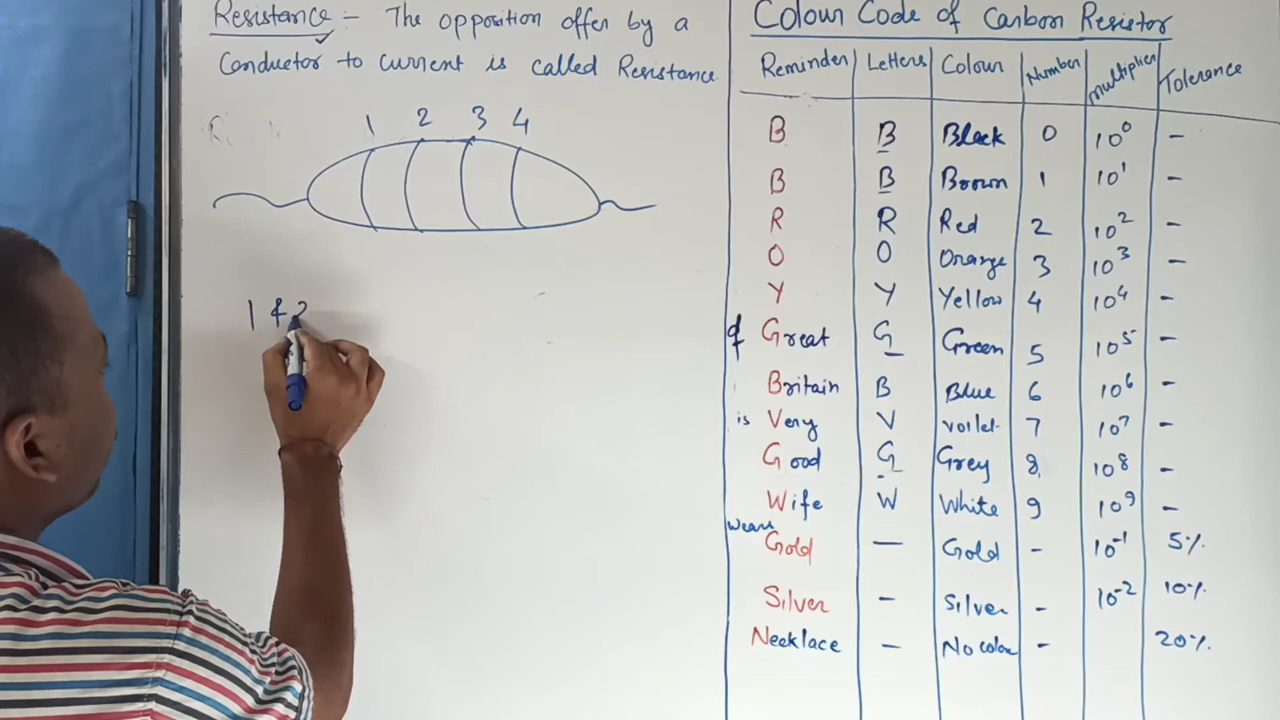 Resistance :- The opposition offer by a
Conductor to current is called Resistance
1 2 3 4
1 & 2
Colour Code of Carbon Resistor
Reminder Letters Colour Number multiplier Tolerance
B B Black 0 10⁰ -
B B Brown 1 10¹ -
R R Red 2 10² -
O O Orange 3 10³ -
Y Y Yellow 4 10⁴ -
of Great G Green 5 10⁵ -
Britain B Blue 6 10⁶ -
is Very V voilet 7 10⁷ -
Good G Grey 8 10⁸ -
Wife W White 9 10⁹ -
wears
Gold - Gold - 10⁻¹ 5%
Silver - Silver - 10⁻² 10%
Necklace - No colour - 20%